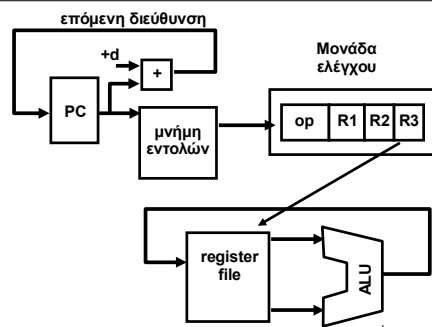 επόμενη διεύθυνση
+d
+
PC
μνήμη
εντολών
Μονάδα
ελέγχου
op R1 R2 R3
register
file
ALU